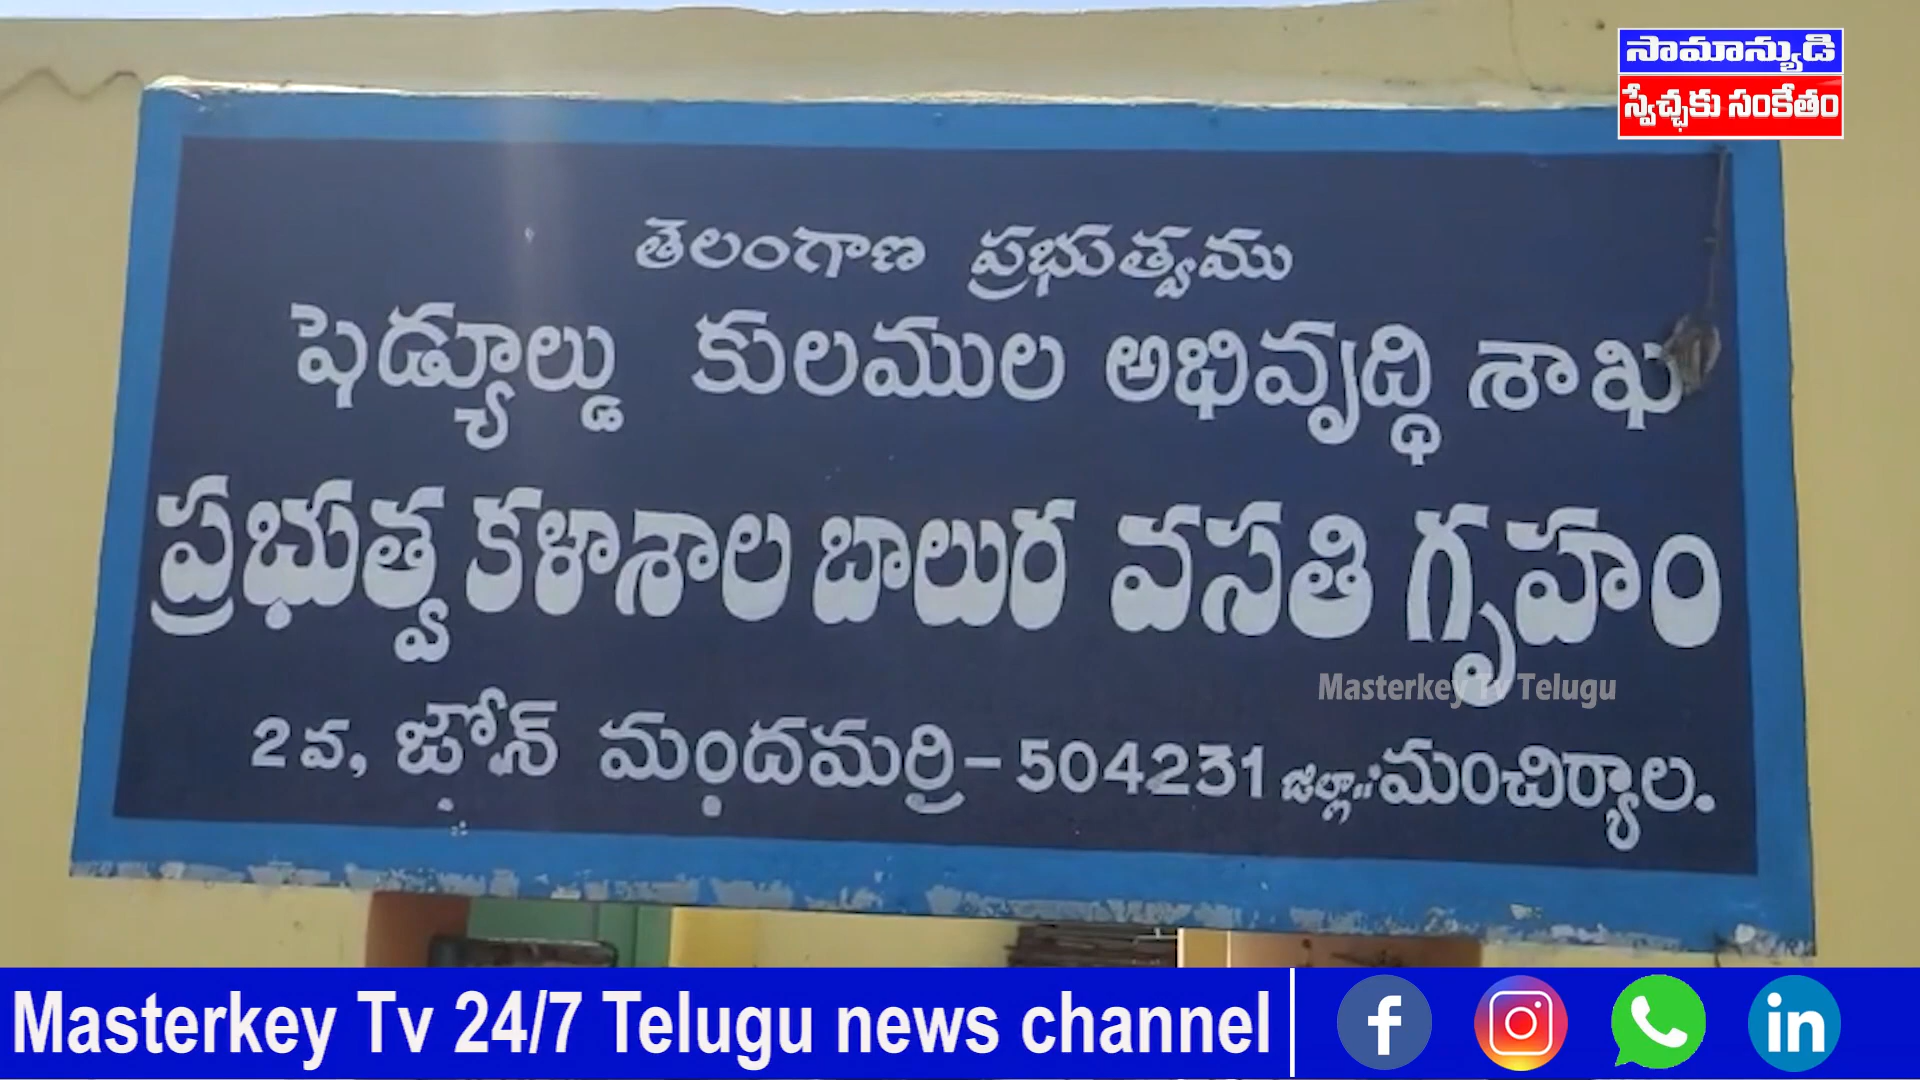 సామాన్యుడి
స్వేచ్ఛకు సంకేతం
తెలంగాణ ప్రభుత్వము
షెడ్యూల్డు కులముల అభివృద్ధి శాఖ
ప్రభుత్వ కళాశాల బాలుర వసతి గృహం
Masterkey Tv Telugu
2వ, జోన్ మందమర్రి-504231 జిల్లా॥మంచిర్యాల.
Masterkey Tv 24/7 Telugu news channel